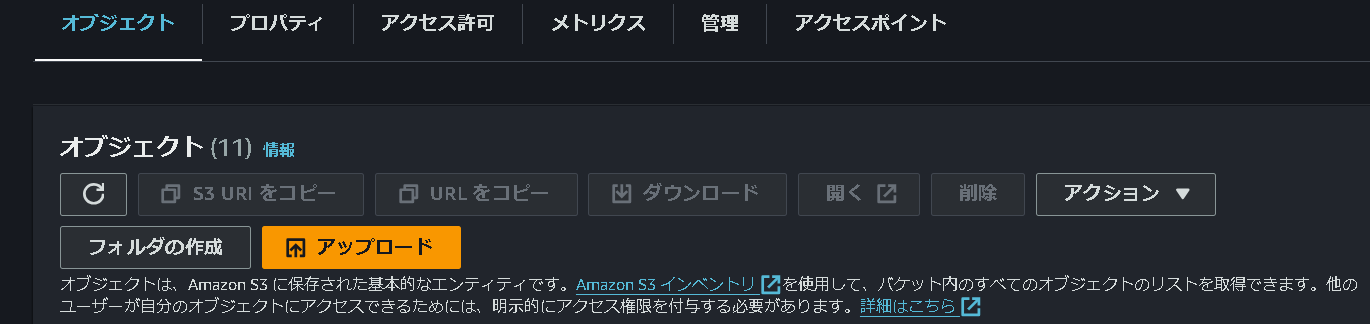 オブジェクト プロパティ アクセス許可 メトリクス 管理 アクセスポイント
オブジェクト (11) 情報
S3 URI をコピー URL をコピー ダウンロード 開く 削除 アクション
フォルダの作成 アップロード
オブジェクトは、Amazon S3 に保存された基本的なエンティティです。Amazon S3 インベントリ を使用して、バケット内のすべてのオブジェクトのリストを取得できます。他の
ユーザーが自分のオブジェクトにアクセスできるためには、明示的にアクセス権限を付与する必要があります。詳細はこちら